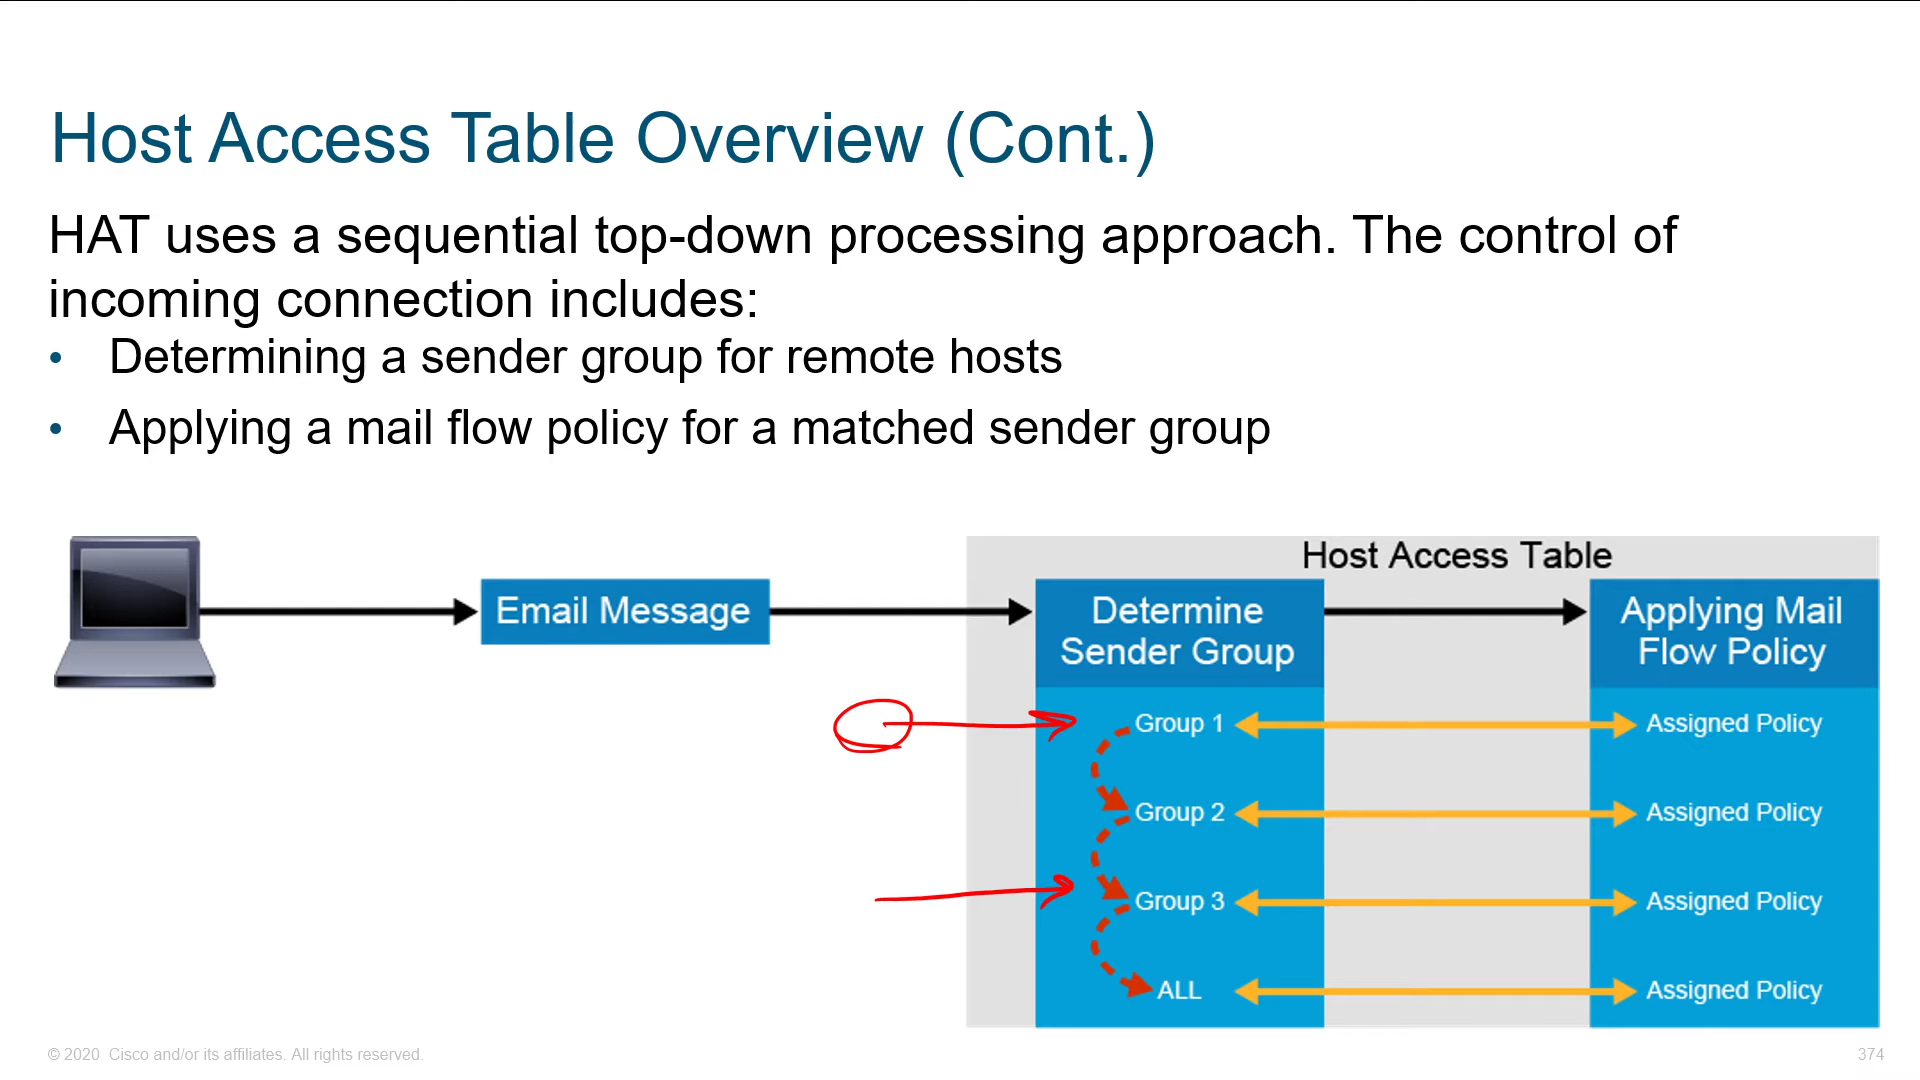 Host Access Table Overview (Cont.)
HAT uses a sequential top-down processing approach. The control of
incoming connection includes:
• Determining a sender group for remote hosts
• Applying a mail flow policy for a matched sender group
Host Access Table
Email Message
Determine
Sender Group
Applying Mail
Flow Policy
Group 1
Assigned Policy
Group 2
Assigned Policy
Group 3
Assigned Policy
ALL
Assigned Policy
© 2020 Cisco and/or its affiliates. All rights reserved.
374